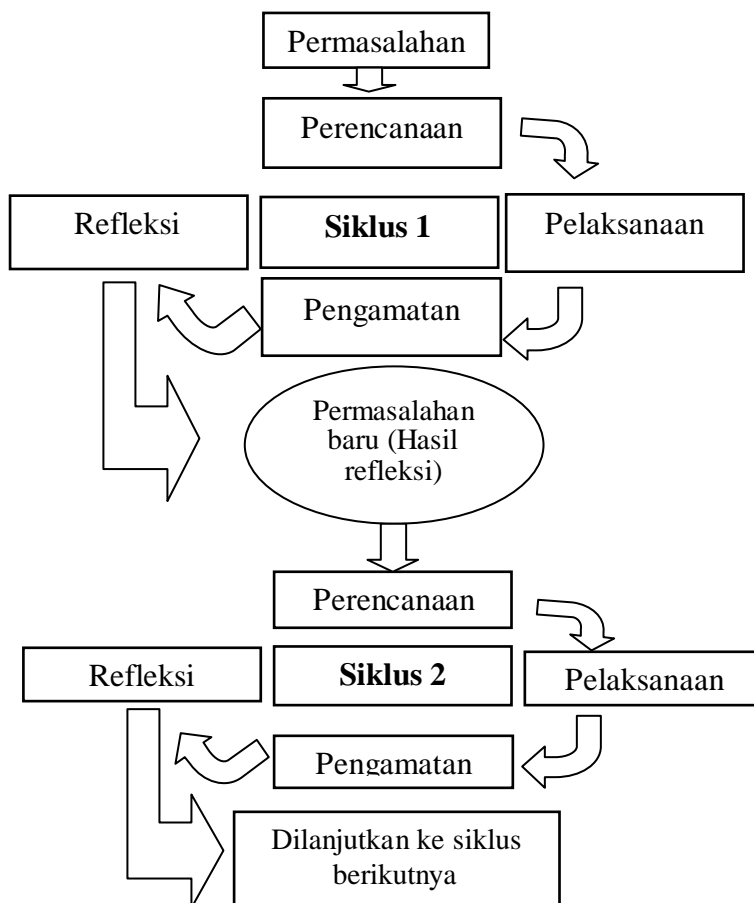 Permasalahan
Perencanaan
Refleksi
Siklus 1
Pelaksanaan
Pengamatan
Permasalahan
baru (Hasil
refleksi)
Perencanaan
Refleksi
Siklus 2
Pelaksanaan
Pengamatan
Dilanjutkan ke siklus
berikutnya